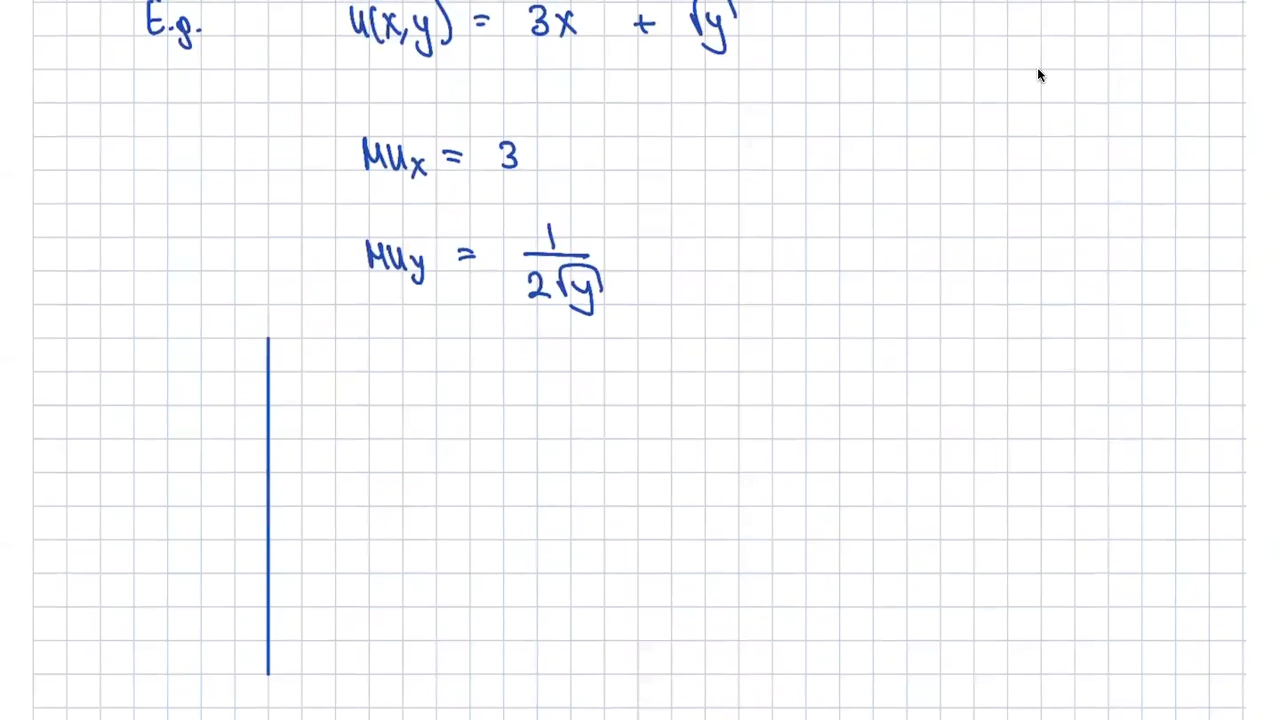 E.g. U(x,y) = 3x + √y
MUx = 3
MUy = 1/(2√y)